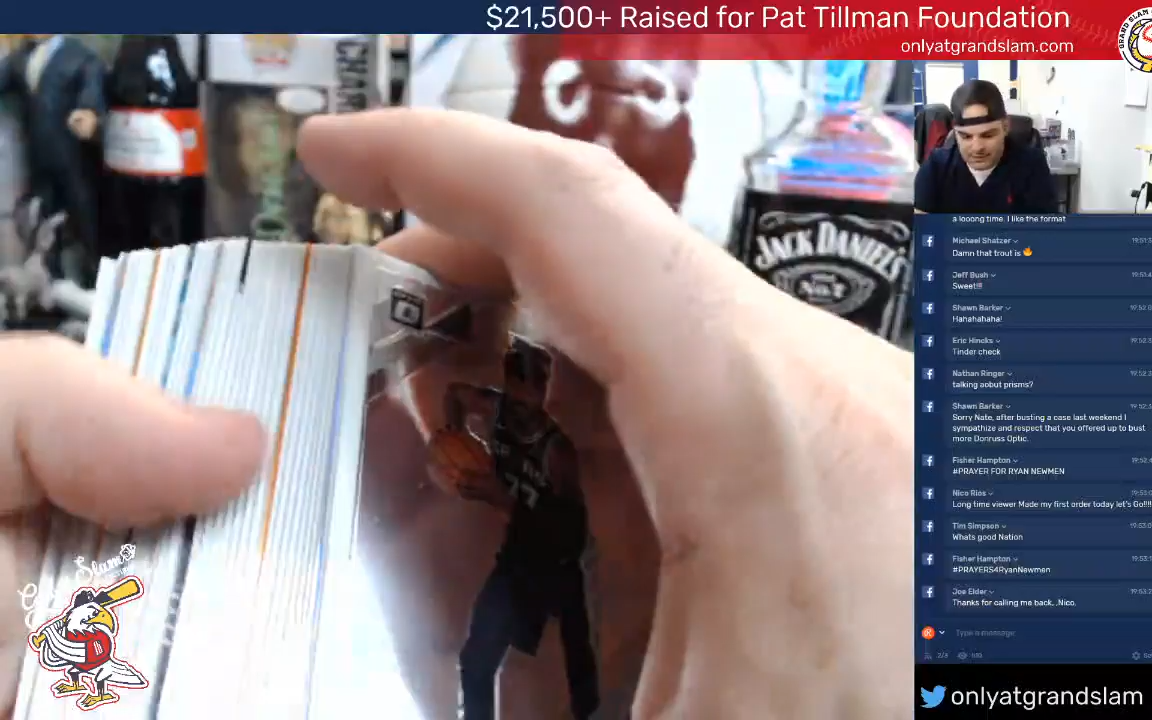 $21,500+ Raised for Pat Tillman Foundation
onlyatgrandslam.com
GRAND SLAM
CHAR
JACK DANIEL'S
a looong time. I like the format
Michael Shatzer
Damn that trout is 🔥
Jeff Bush
Sweet!!!
Shawn Barker
Hahahahaha!
Eric Hincks
Tinder check
Nathan Ringer
talking aobut prisms?
Shawn Barker
Sorry Nate, after busting a case last weekend I
sympathize and respect that you offered up to bust
more Donruss Optic.
Fisher Hampton
#PRAYER FOR RYAN NEWMEN
Nico Rios
Long time viewer Made my first order today let's Go!!!!
Tim Simpson
Whats good Nation
Fisher Hampton
#PRAYERS4RyanNewmen
Joe Elder
Thanks for calling me back, .Nico.
Type a message
onlyatgrandslam